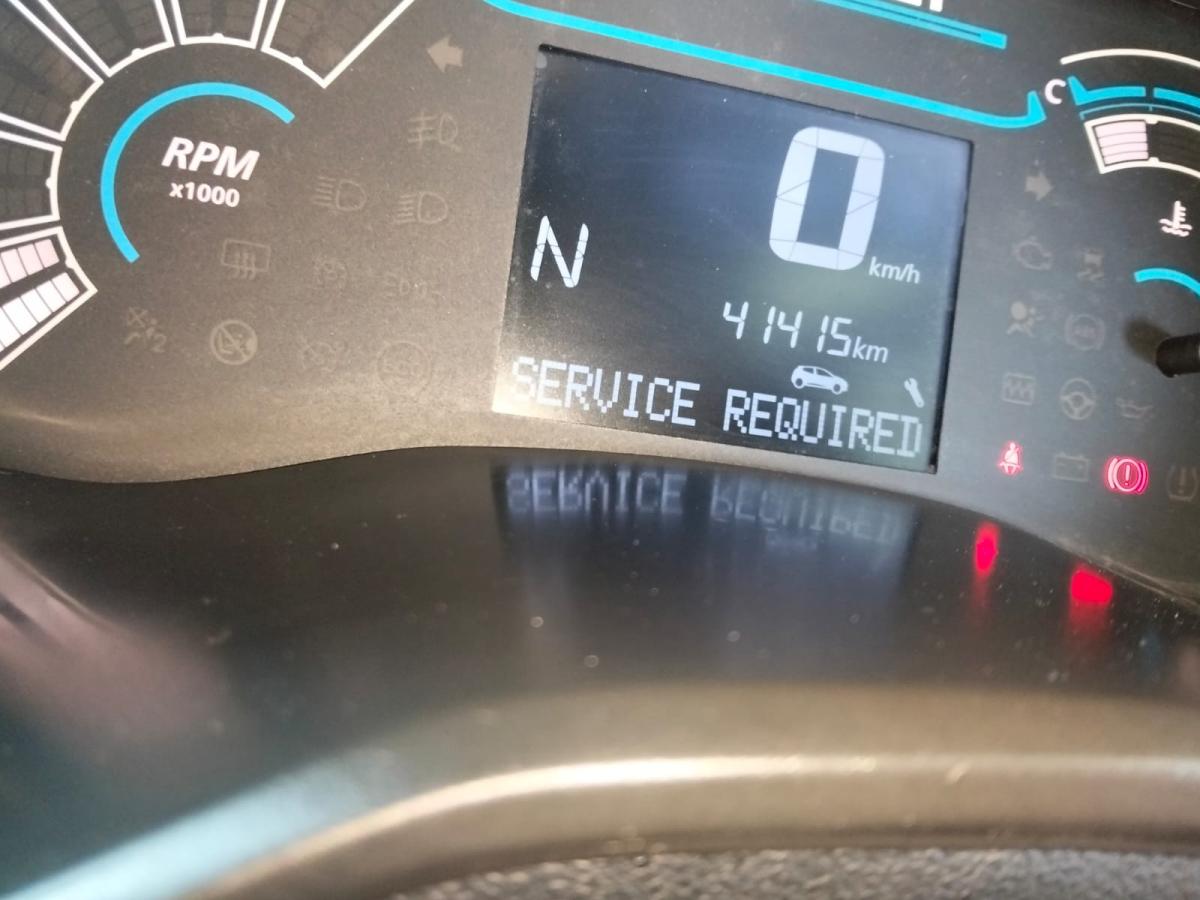 RPM
x1000
C
0
km/h
N
41415km
SERVICE REQUIRED